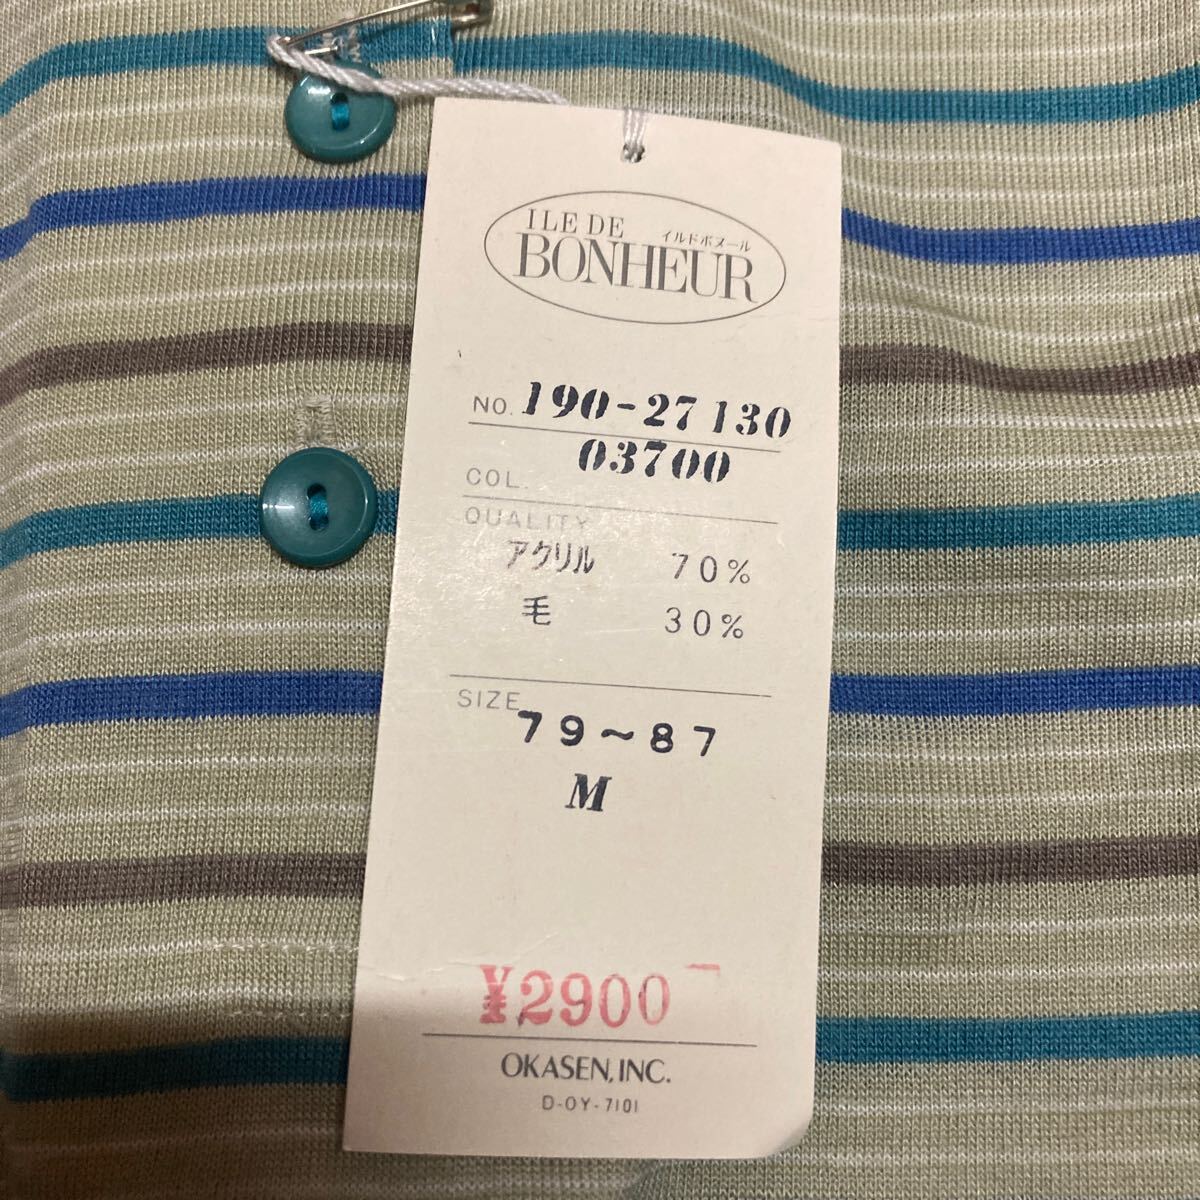 ILE DE
イルドボヌール
BONHEUR
NO. 190-27130
03700
COL.
QUALITY
アクリル 70%
毛 30%
SIZE
79~87
M
¥2900
OKASEN, INC.
D-OY-7101